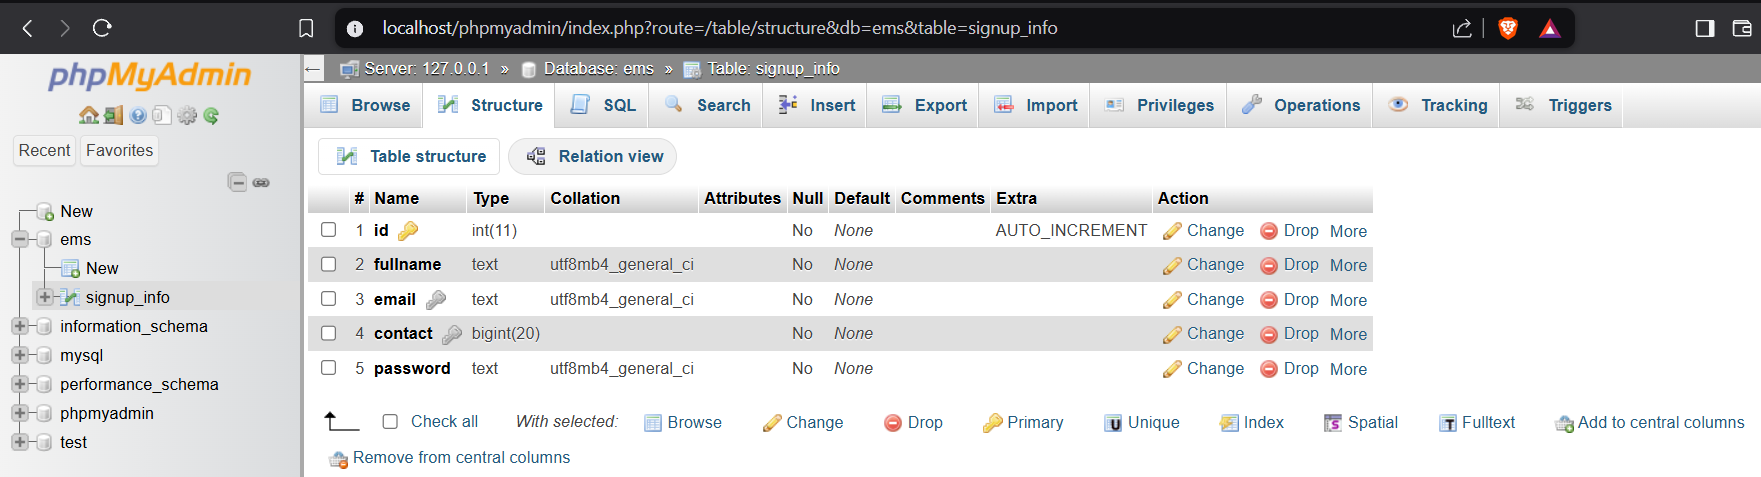 localhost/phpmyadmin/index.php?route=/table/structure&db=ems&table=signup_info
phpMyAdmin
Recent Favorites
New
ems
New
signup_info
information_schema
mysql
performance_schema
phpmyadmin
test
Server: 127.0.0.1 » Database: ems » Table: signup_info
Browse Structure SQL Search Insert Export Import Privileges Operations Tracking Triggers
Table structure Relation view
# Name Type Collation Attributes Null Default Comments Extra Action
1 id int(11) No None AUTO_INCREMENT Change Drop More
2 fullname text utf8mb4_general_ci No None Change Drop More
3 email text utf8mb4_general_ci No None Change Drop More
4 contact bigint(20) No None Change Drop More
5 password text utf8mb4_general_ci No None Change Drop More
Check all With selected: Browse Change Drop Primary Unique Index Spatial Fulltext Add to central columns
Remove from central columns